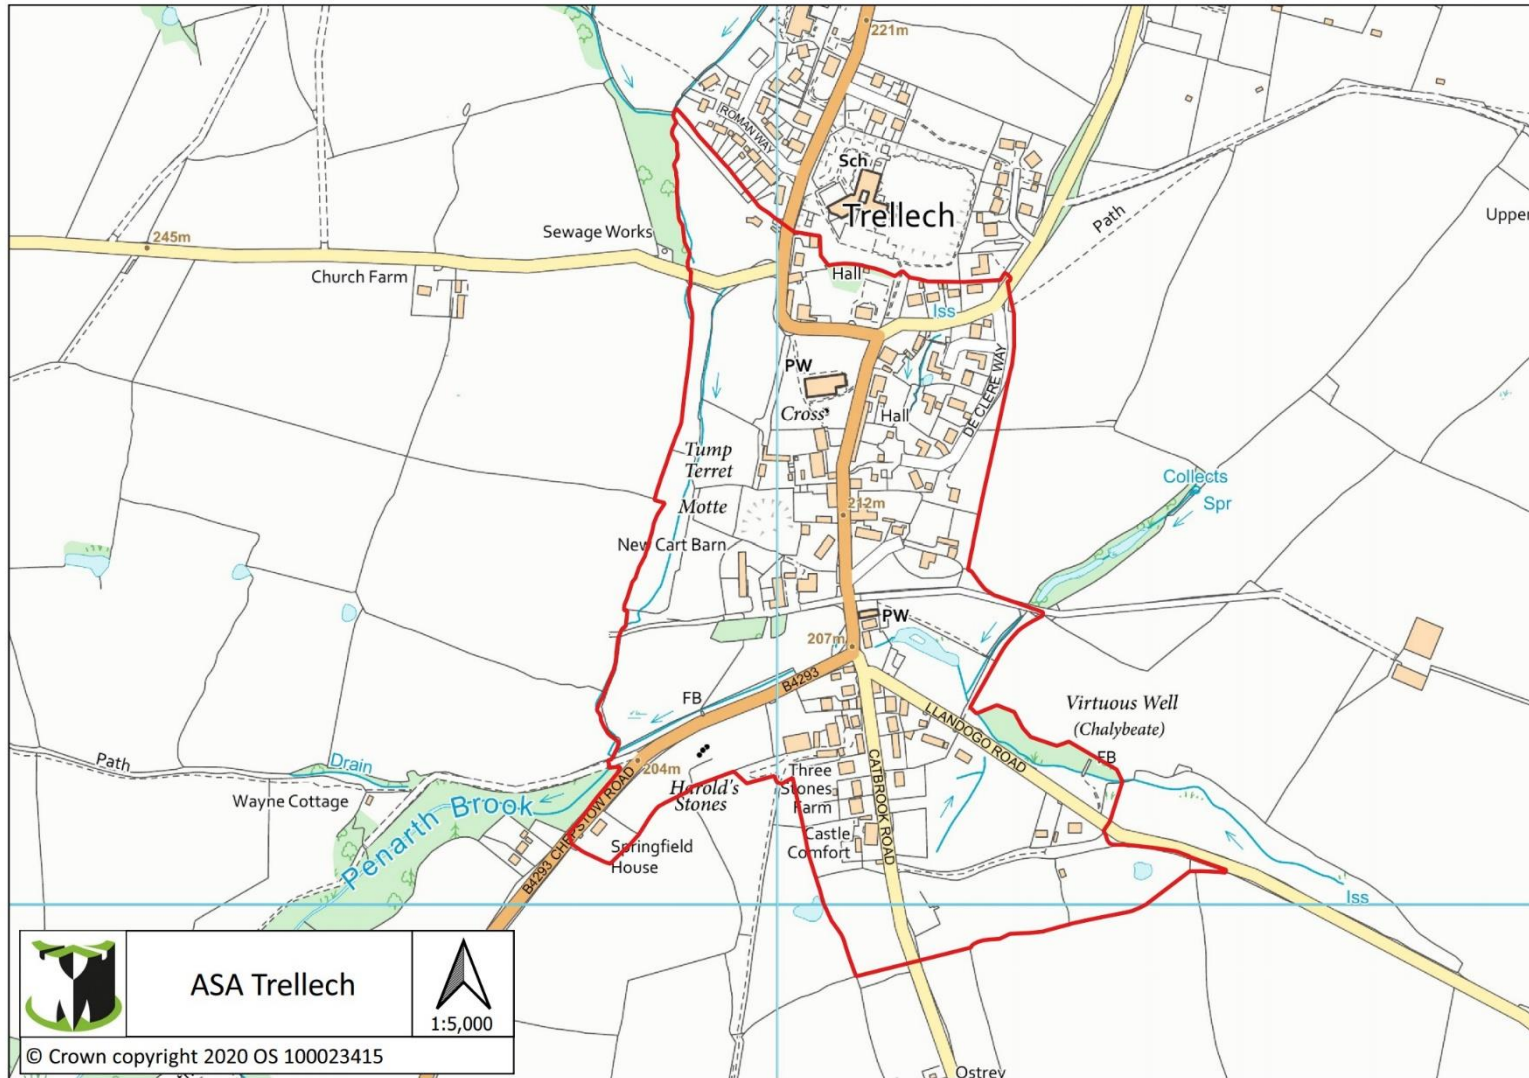 221m
ROMAN WAY
Sch
Trellech
Path
Upper
245m
Sewage Works
Church Farm
Hall
Iss
PW
DE CLERE WAY
Cross
Hall
Tump
Terret
Collects
Spr
Motte
212m
New Cart Barn
PW
207m
B4293
FB
Virtuous Well
(Chalybeate)
LLANDOGO ROAD
FB
Path
Drain
204m
Wayne Cottage
Harold's
Stones
Three
Stones
Farm
CATBROOK ROAD
Penarth Brook
Castle
Comfort
Springfield
House
B4293 CHEPSTOW ROAD
Iss
ASA Trellech
1:5,000
© Crown copyright 2020 OS 100023415
Ostrey